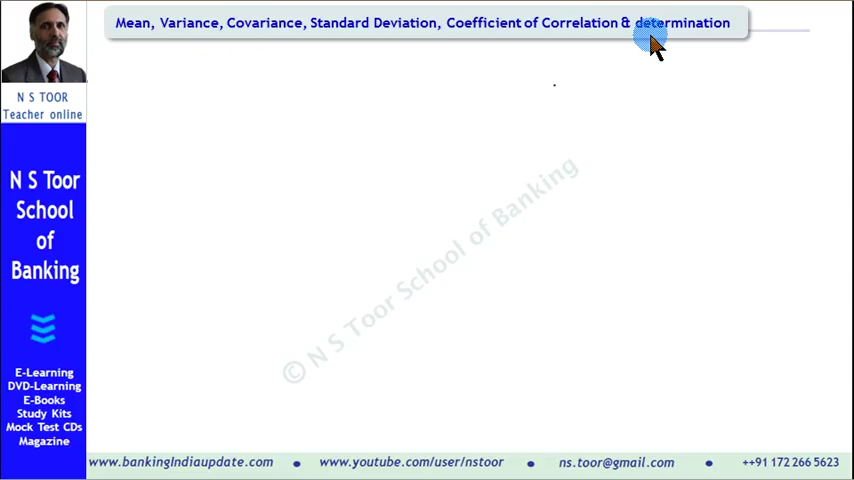 Mean, Variance, Covariance, Standard Deviation, Coefficient of Correlation & determination
N S TOOR
Teacher online
N S Toor
School
of
Banking
E-Learning
DVD-Learning
E-Books
Study Kits
Mock Test CDs
Magazine
© N S Toor School of Banking
www.bankingIndiaupdate.com • www.youtube.com/user/nstoor • ns.toor@gmail.com • ++91 172 266 5623